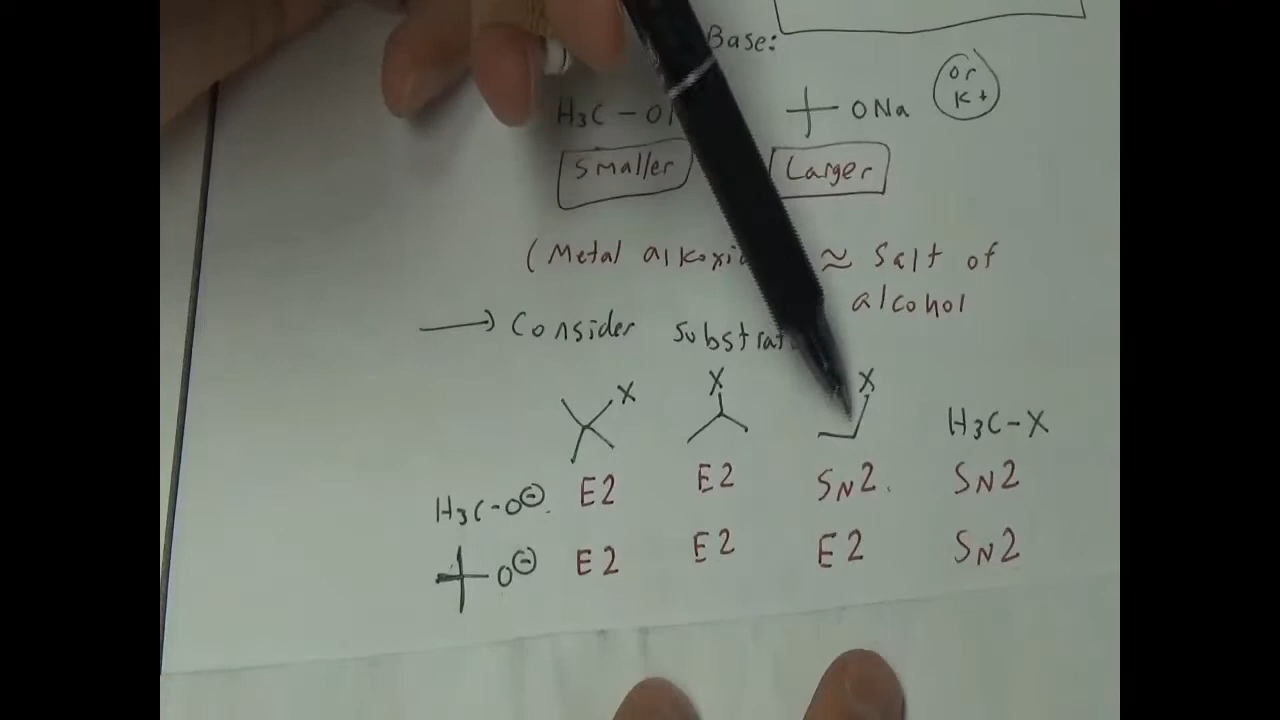 Base:
or
K+
H3C - O
ONa
Smaller
Larger
(Metal ≈ Salt of
alcohol
Consider
X X X
H3C-X
H3C-O⊖ E2 E2 SN2. SN2
O⊖ E2 E2 E2 SN2